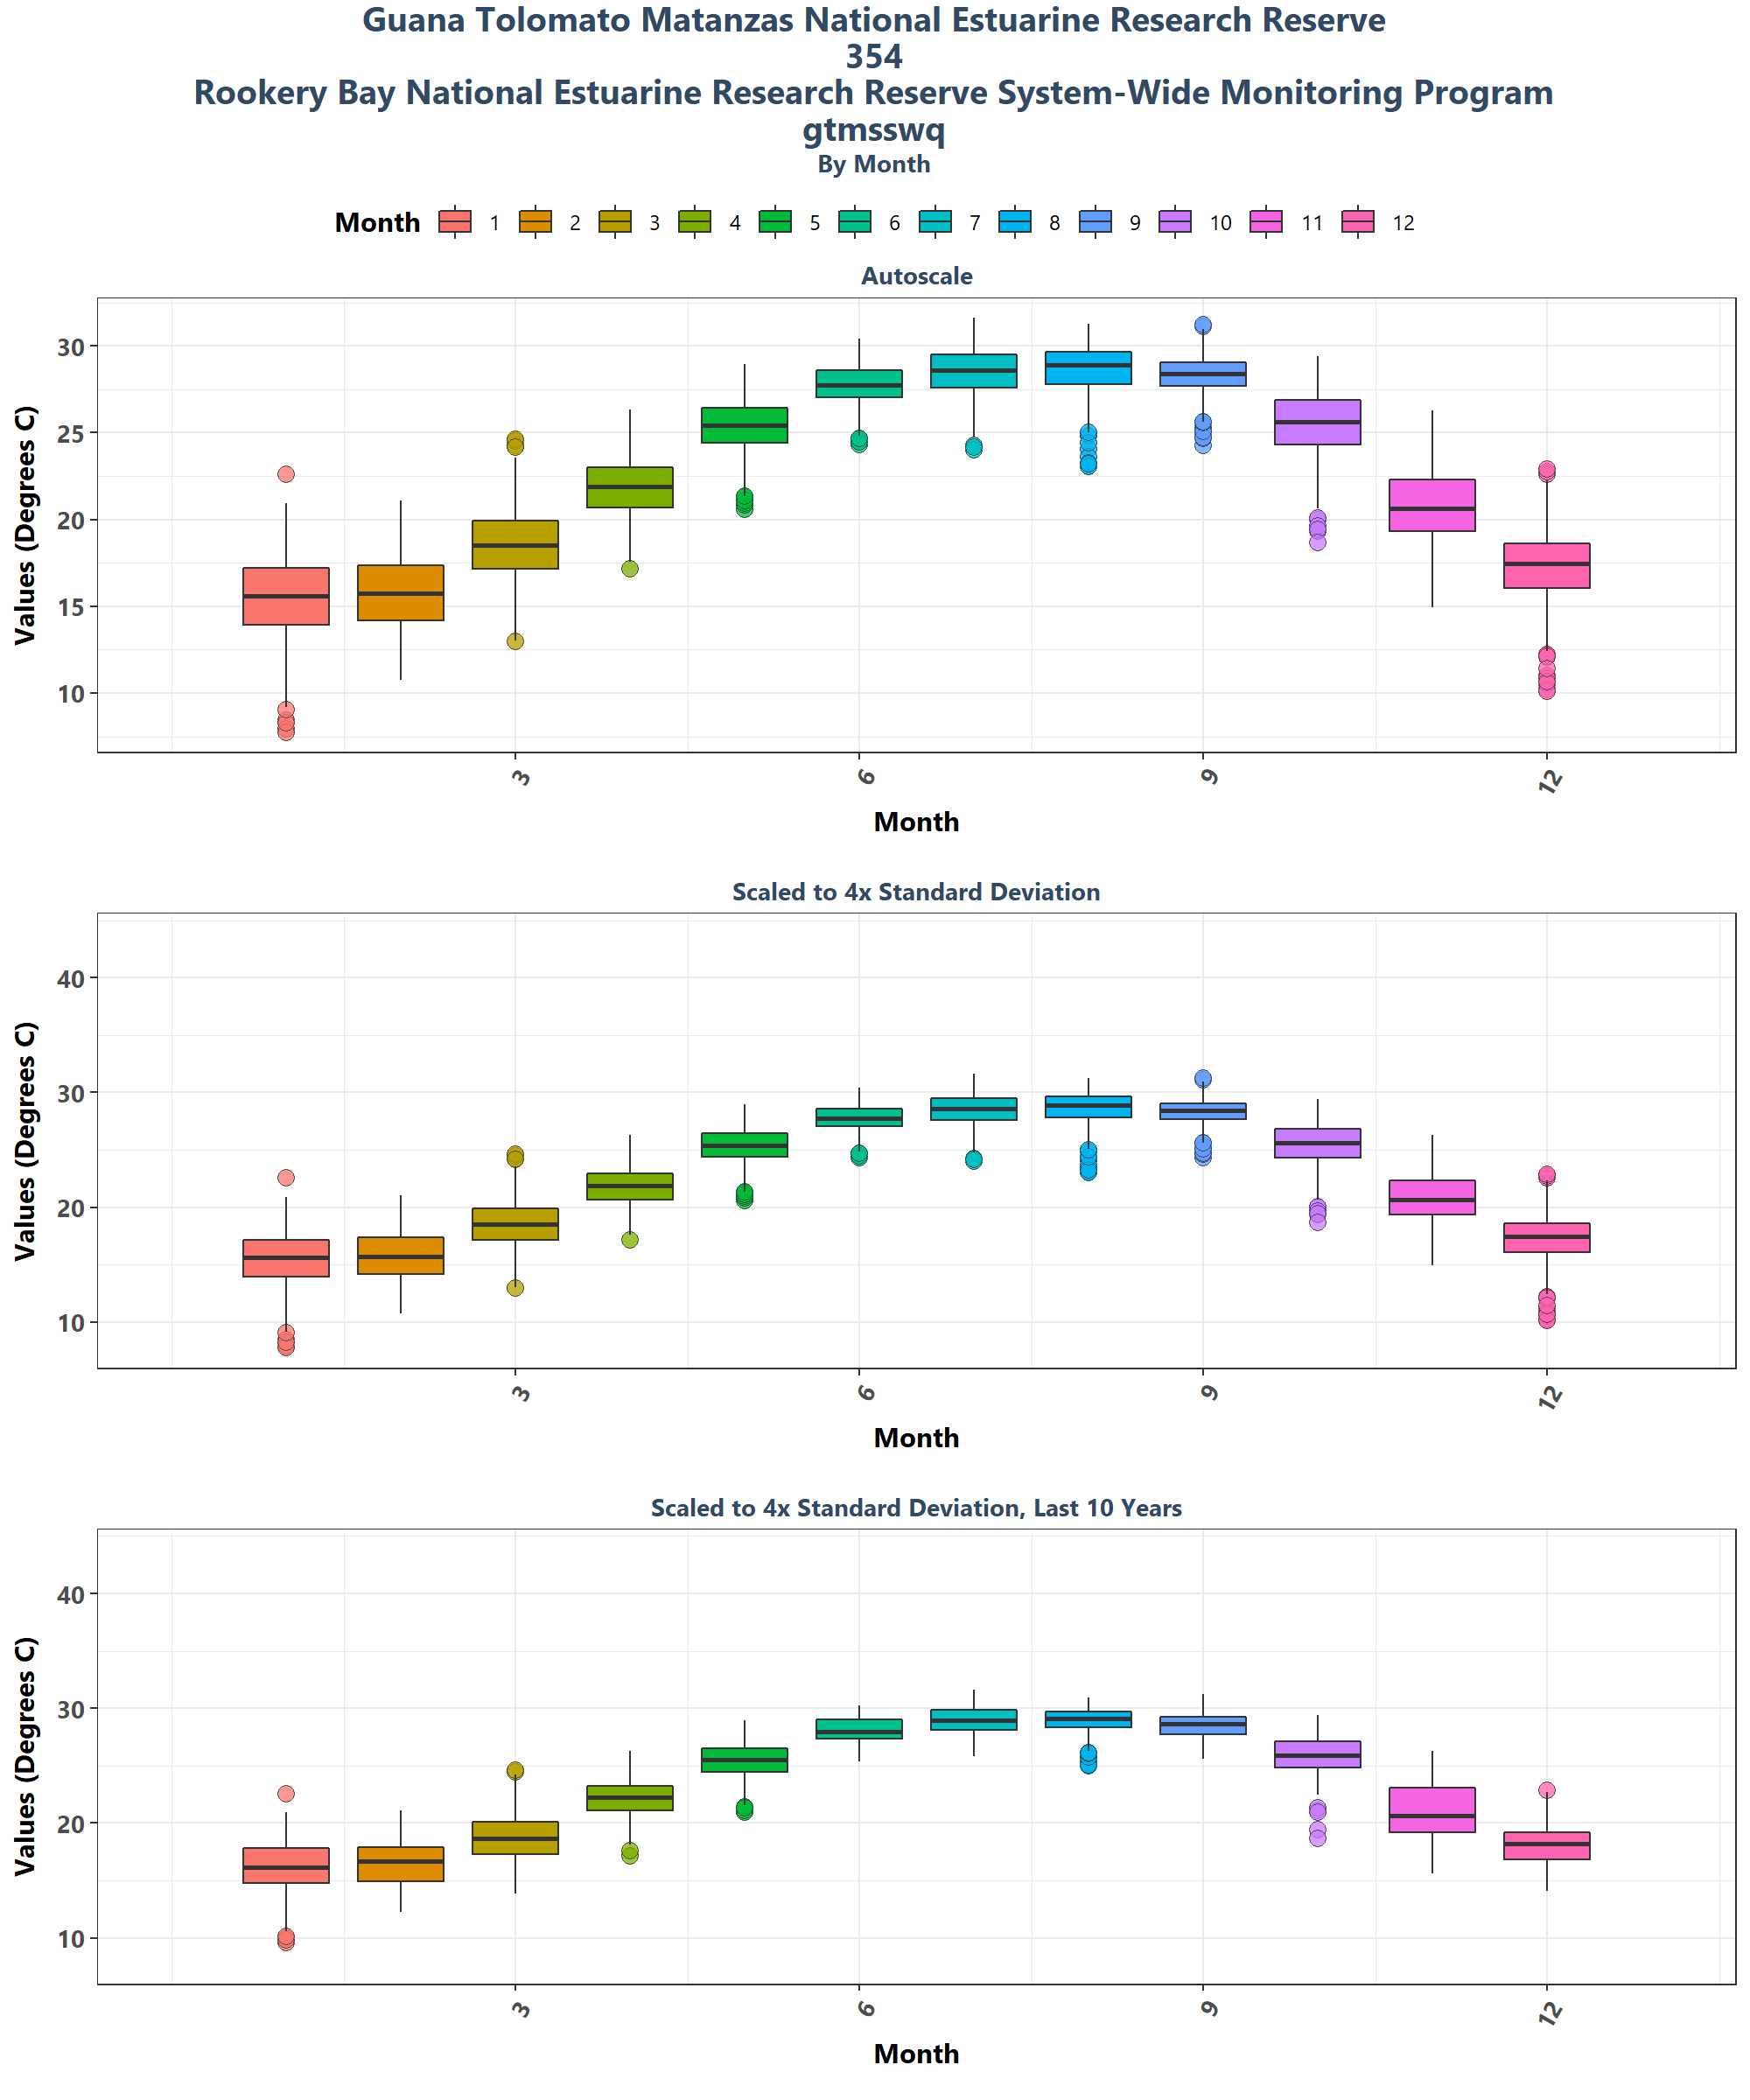 Guana Tolomato Matanzas National Estuarine Research Reserve
354
Rookery Bay National Estuarine Research Reserve System-Wide Monitoring Program
gtmsswq
By Month
Month 1 2 3 4 5 6 7 8 9 10 11 12
Autoscale
Values (Degrees C)
30
25
20
15
10
3 6 9 12
Month
Scaled to 4x Standard Deviation
Values (Degrees C)
40
30
20
10
3 6 9 12
Month
Scaled to 4x Standard Deviation, Last 10 Years
Values (Degrees C)
40
30
20
10
3 6 9 12
Month